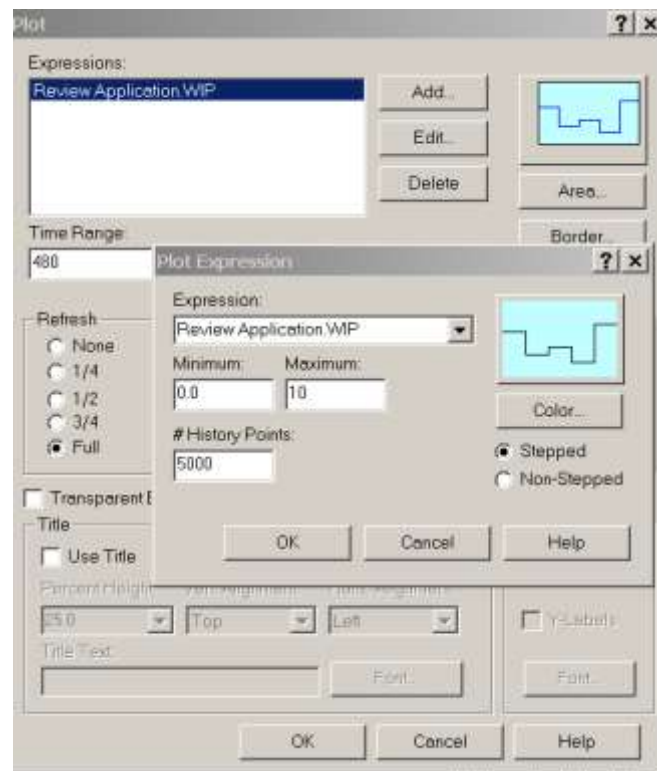 Plot
Expressions:
Review Application.WIP
Add...
Edit...
Delete
Area...
Time Range:
480
Border...
Plot Expression
Expression:
Review Application.WIP
Minimum:
Maximum:
0.0
10
Color...
# History Points:
5000
Stepped
Non-Stepped
OK
Cancel
Help
Refresh
None
1/4
1/2
3/4
Full
Transparent
Title
Use Title
Percent Height
25.0
Top
Left
Y-Labels
Title Text:
Font...
Font...
OK
Cancel
Help